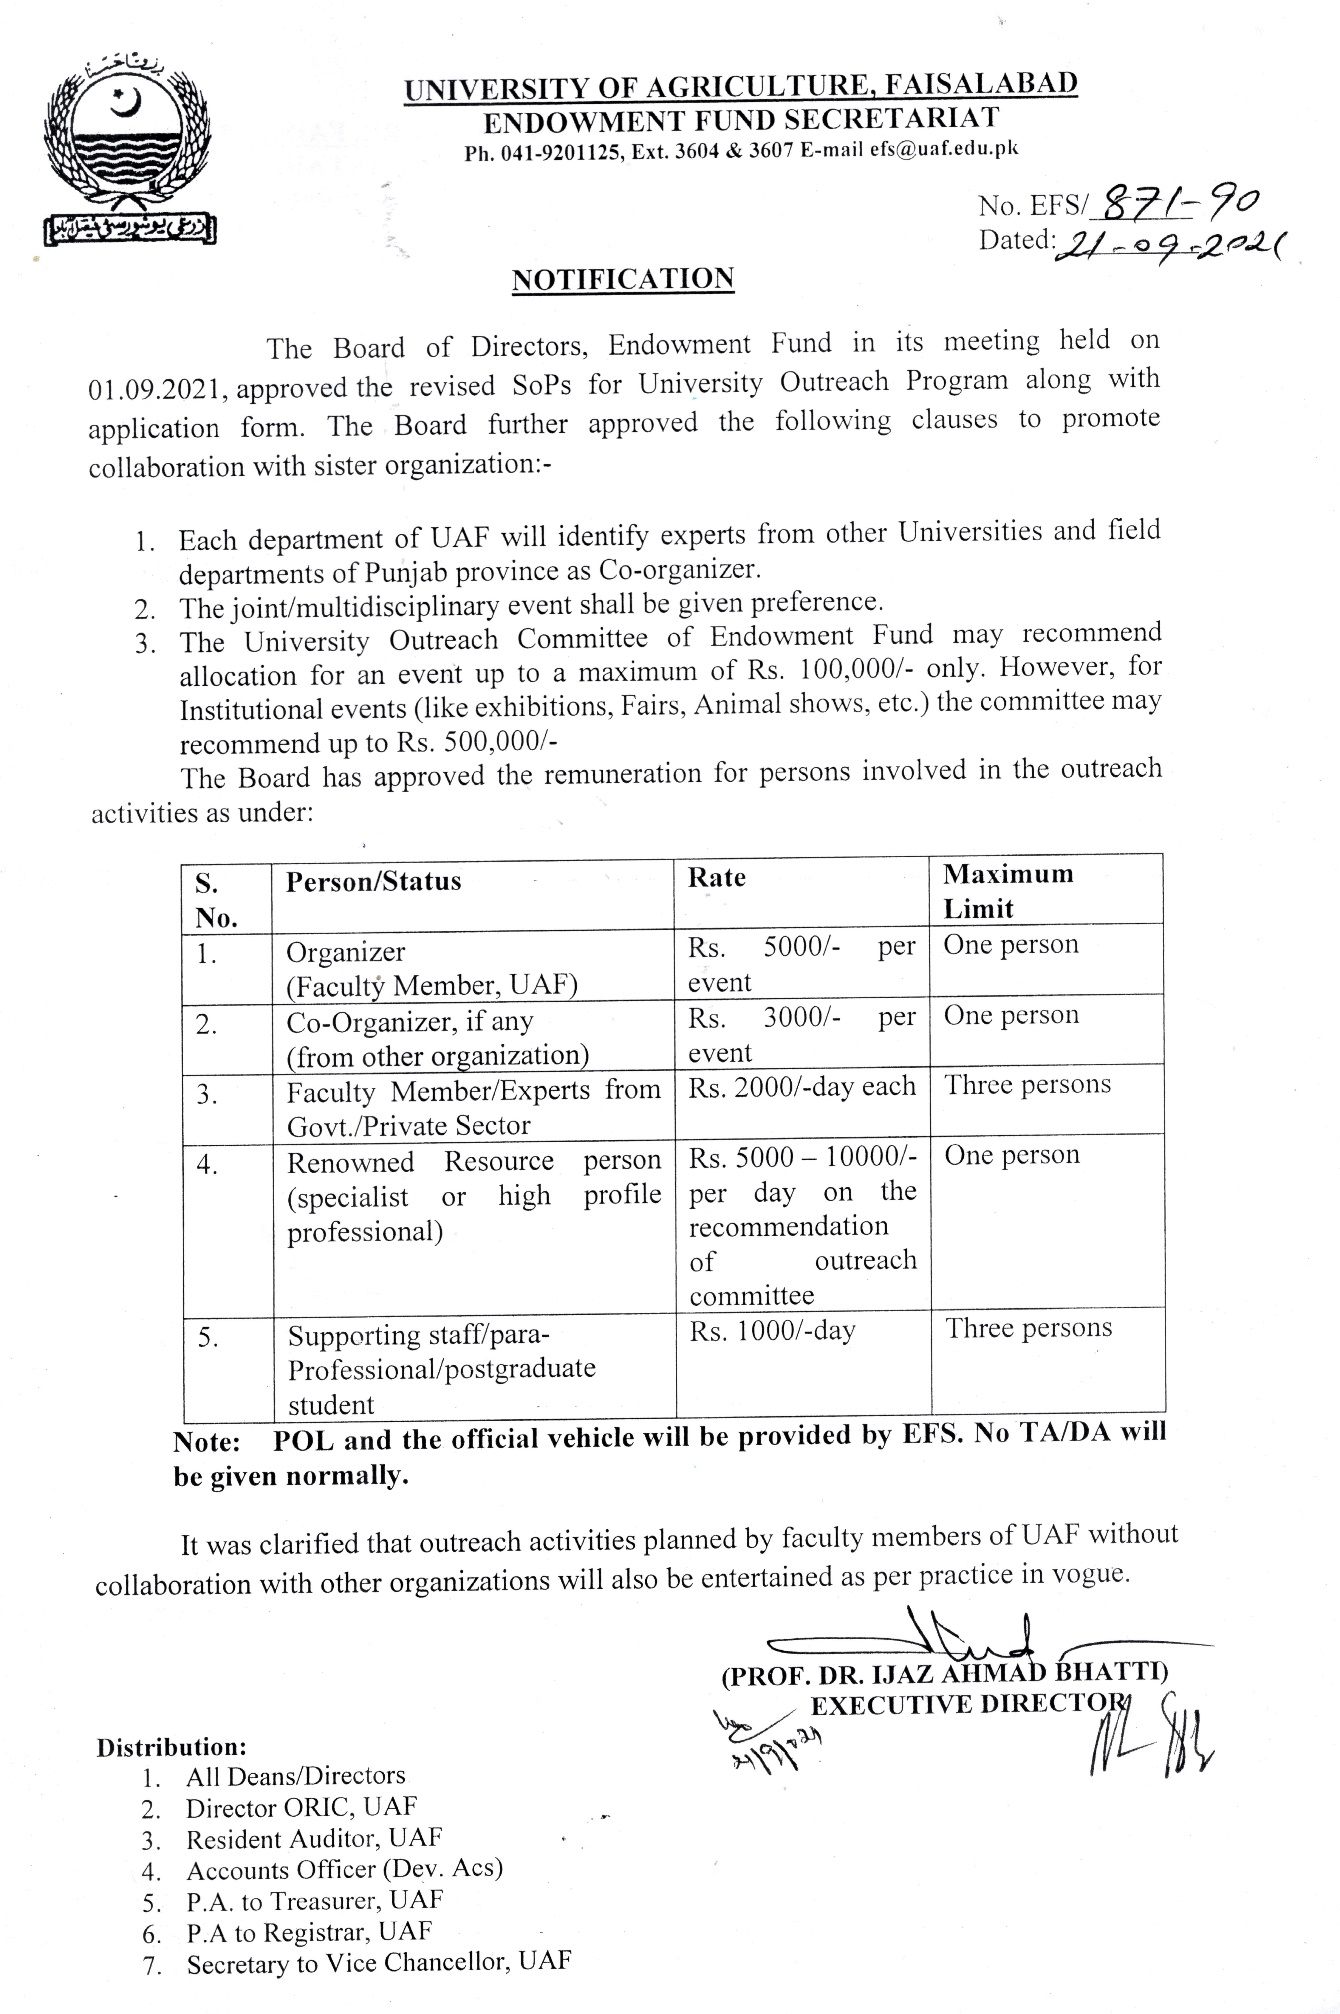 UNIVERSITY OF AGRICULTURE, FAISALABAD
ENDOWMENT FUND SECRETARIAT
Ph. 041-9201125, Ext. 3604 & 3607 E-mail efs@uaf.edu.pk
زرعی یونیورسٹی فیصل آباد
No. EFS/ 871-90
Dated: 21-09-2021
NOTIFICATION
The Board of Directors, Endowment Fund in its meeting held on
01.09.2021, approved the revised SoPs for University Outreach Program along with
application form. The Board further approved the following clauses to promote
collaboration with sister organization:-
1. Each department of UAF will identify experts from other Universities and field
departments of Punjab province as Co-organizer.
2. The joint/multidisciplinary event shall be given preference.
3. The University Outreach Committee of Endowment Fund may recommend
allocation for an event up to a maximum of Rs. 100,000/- only. However, for
Institutional events (like exhibitions, Fairs, Animal shows, etc.) the committee may
recommend up to Rs. 500,000/-
The Board has approved the remuneration for persons involved in the outreach
activities as under:
S. No. Person/Status Rate Maximum Limit
1. Organizer (Faculty Member, UAF) Rs. 5000/- per event One person
2. Co-Organizer, if any (from other organization) Rs. 3000/- per event One person
3. Faculty Member/Experts from Govt./Private Sector Rs. 2000/-day each Three persons
4. Renowned Resource person (specialist or high profile professional) Rs. 5000 – 10000/- per day on the recommendation of outreach committee One person
5. Supporting staff/para-Professional/postgraduate student Rs. 1000/-day Three persons
Note: POL and the official vehicle will be provided by EFS. No TA/DA will
be given normally.
It was clarified that outreach activities planned by faculty members of UAF without
collaboration with other organizations will also be entertained as per practice in vogue.
(PROF. DR. IJAZ AHMAD BHATTI)
EXECUTIVE DIRECTOR
21/9/2021
Distribution:
1. All Deans/Directors
2. Director ORIC, UAF
3. Resident Auditor, UAF
4. Accounts Officer (Dev. Acs)
5. P.A. to Treasurer, UAF
6. P.A to Registrar, UAF
7. Secretary to Vice Chancellor, UAF